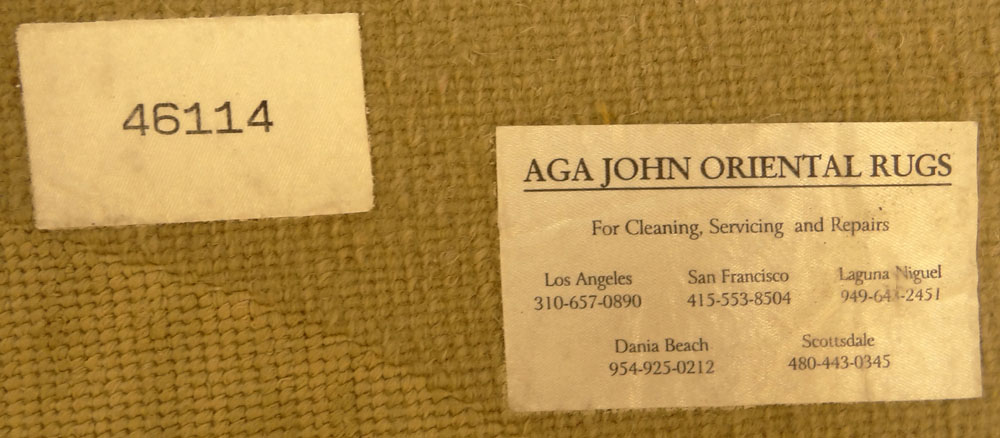 46114
AGA JOHN ORIENTAL RUGS
For Cleaning, Servicing and Repairs
Los Angeles San Francisco Laguna Niguel
310-657-0890 415-553-8504
Dania Beach Scottsdale
954-925-0212 480-443-0345